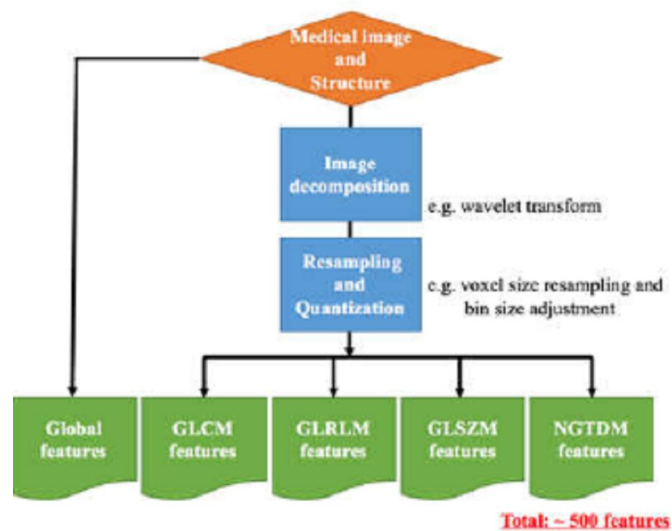 Medical image
and
Structure
Image
decomposition
e.g. wavelet transform
Resampling
and
Quantization
e.g. voxel size resampling and
bin size adjustment
Global
features
GLCM
features
GLRLM
features
GLSZM
features
NGTDM
features
Total: ~ 500 features